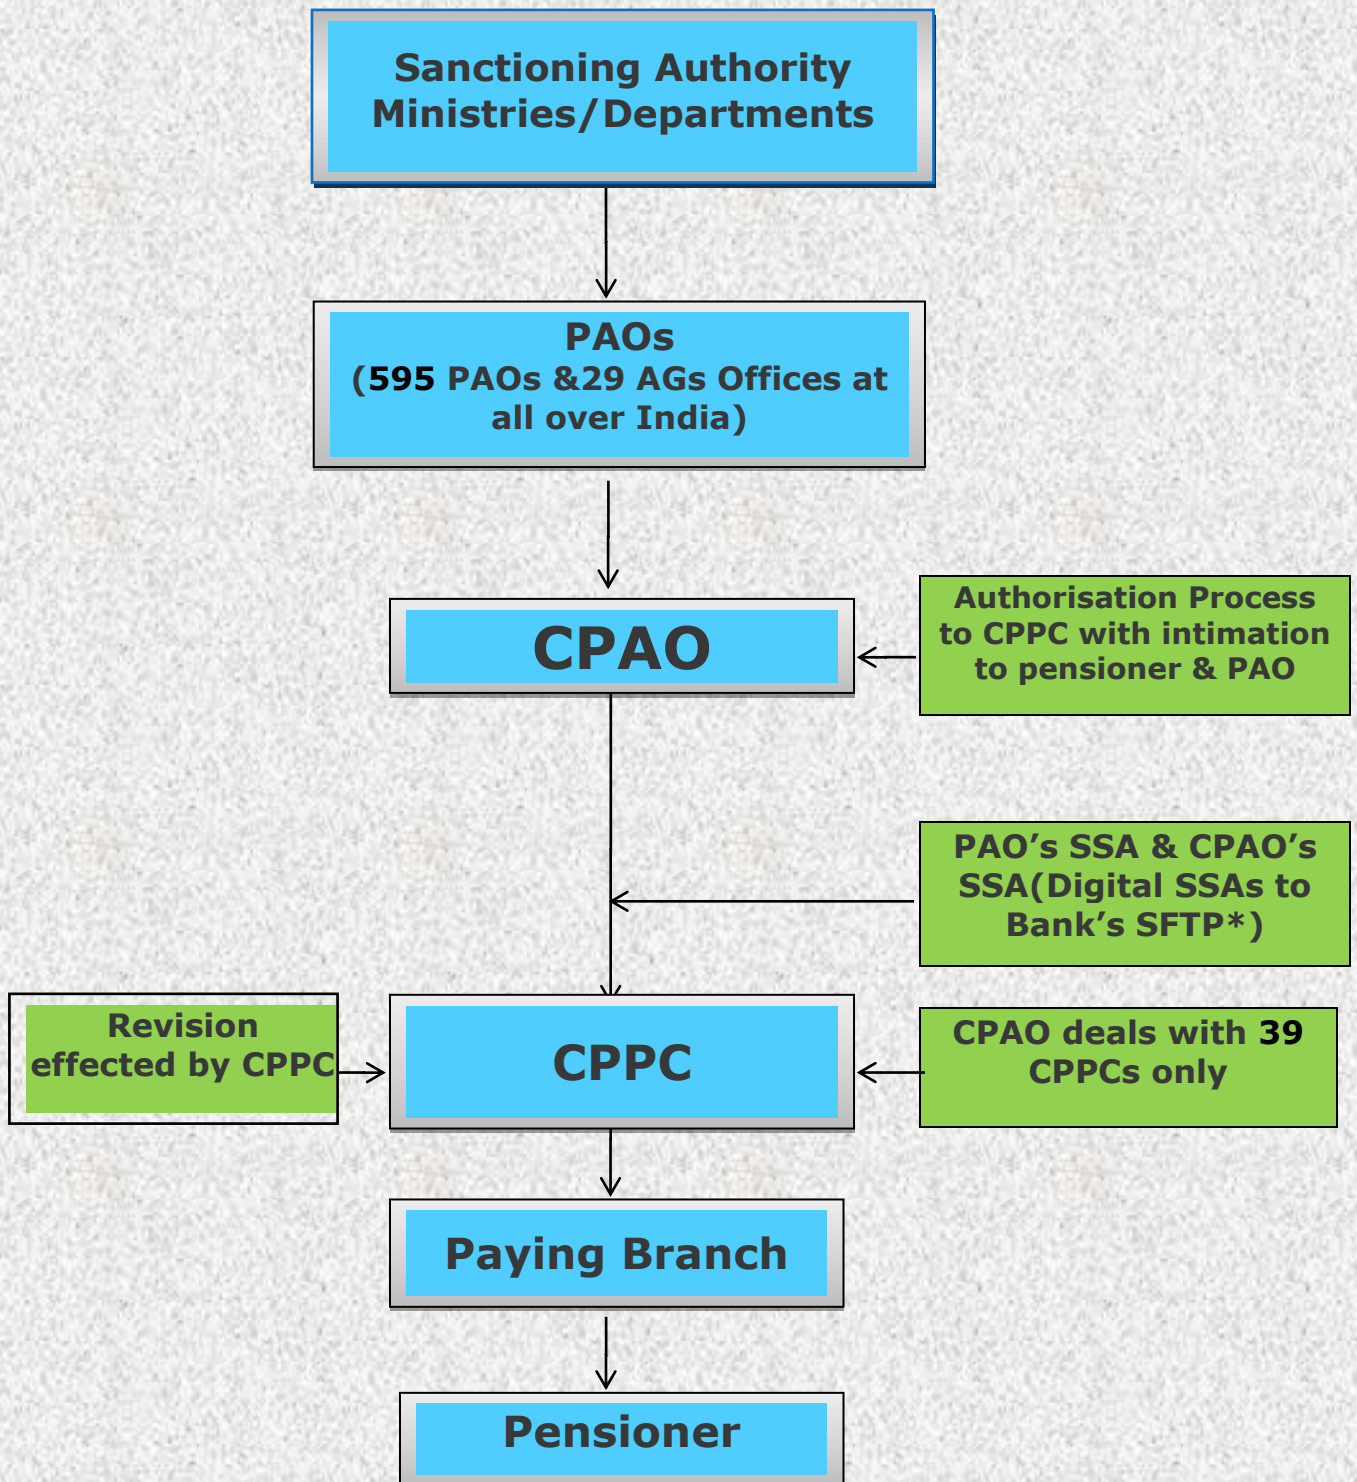 Sanctioning Authority
Ministries/Departments
PAOs
(595 PAOs &29 AGs Offices at
all over India)
CPAO
Authorisation Process
to CPPC with intimation
to pensioner & PAO
PAO’s SSA & CPAO’s
SSA(Digital SSAs to
Bank’s SFTP*)
Revision
effected by CPPC
CPPC
CPAO deals with 39
CPPCs only
Paying Branch
Pensioner